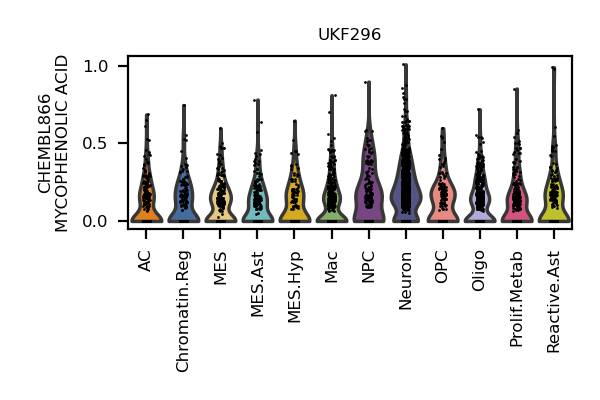 UKF296
CHEMBL866
MYCOPHENOLIC ACID
1.0
0.5
0.0
AC
Chromatin.Reg
MES
MES.Ast
MES.Hyp
Mac
NPC
Neuron
OPC
Oligo
Prolif.Metab
Reactive.Ast